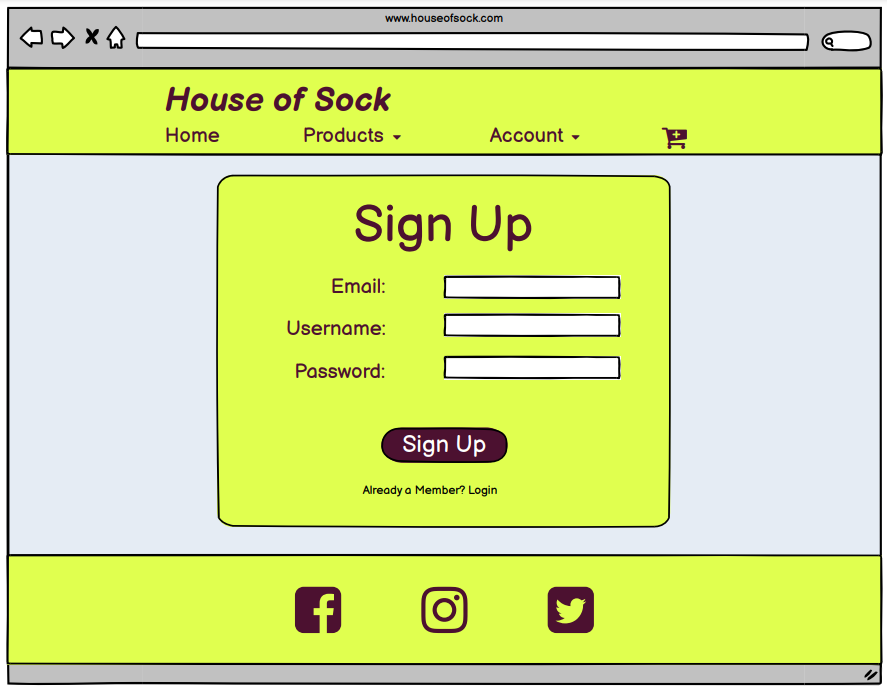 www.houseofsock.com
House of Sock
Home Products Account
Sign Up
Email:
Username:
Password:
Sign Up
Already a Member? Login